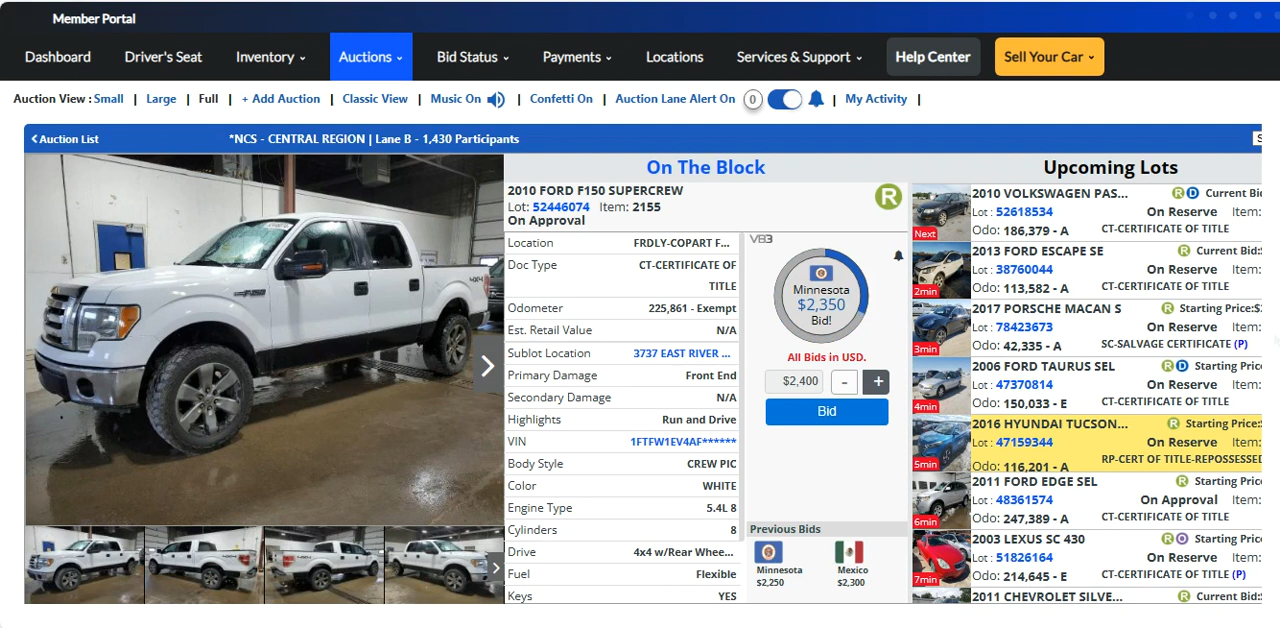 Member Portal
Dashboard
Driver's Seat
Inventory
Auctions
Bid Status
Payments
Locations
Services & Support
Help Center
Sell Your Car
Auction View : Small | Large | Full | + Add Auction | Classic View | Music On | Confetti On | Auction Lane Alert On 0 | My Activity |
Auction List
*NCS - CENTRAL REGION | Lane B - 1,430 Participants
On The Block
2010 FORD F150 SUPERCREW
Lot: 52446074 Item: 2155
On Approval
R
Location FRDLY-COPART F...
Doc Type CT-CERTIFICATE OF
TITLE
Odometer 225,861 - Exempt
Est. Retail Value N/A
Sublot Location 3737 EAST RIVER ...
Primary Damage Front End
Secondary Damage N/A
Highlights Run and Drive
VIN 1FTFW1EV4AF******
Body Style CREW PIC
Color WHITE
Engine Type 5.4L 8
Cylinders 8
Drive 4x4 w/Rear Whee...
Fuel Flexible
Keys YES
VB3
Minnesota
$2,350
Bid!
All Bids in USD.
$2,400 - +
Bid
Previous Bids
Minnesota
$2,250
Mexico
$2,300
Upcoming Lots
2010 VOLKSWAGEN PAS... R D Current Bid
Lot : 52618534 On Reserve Item:
Next Odo: 186,379 - A CT-CERTIFICATE OF TITLE
2013 FORD ESCAPE SE R Current Bid:
Lot : 38760044 On Reserve Item:
2min Odo: 113,582 - A CT-CERTIFICATE OF TITLE
2017 PORSCHE MACAN S R Starting Price:$
Lot : 78423673 On Reserve Item:
3min Odo: 42,335 - A SC-SALVAGE CERTIFICATE (P)
2006 FORD TAURUS SEL R D Starting Price
Lot : 47370814 On Reserve Item:
4min Odo: 150,033 - E CT-CERTIFICATE OF TITLE
2016 HYUNDAI TUCSON... R Starting Price:
Lot : 47159344 On Reserve Item:
5min Odo: 116,201 - A RP-CERT OF TITLE-REPOSSESSED
2011 FORD EDGE SEL R Starting Price:
Lot : 48361574 On Approval Item:
6min Odo: 247,389 - A CT-CERTIFICATE OF TITLE
2003 LEXUS SC 430 R O Starting Price
Lot : 51826164 On Reserve Item:
7min Odo: 214,645 - E CT-CERTIFICATE OF TITLE (P)
2011 CHEVROLET SILVE... R Current Bid: